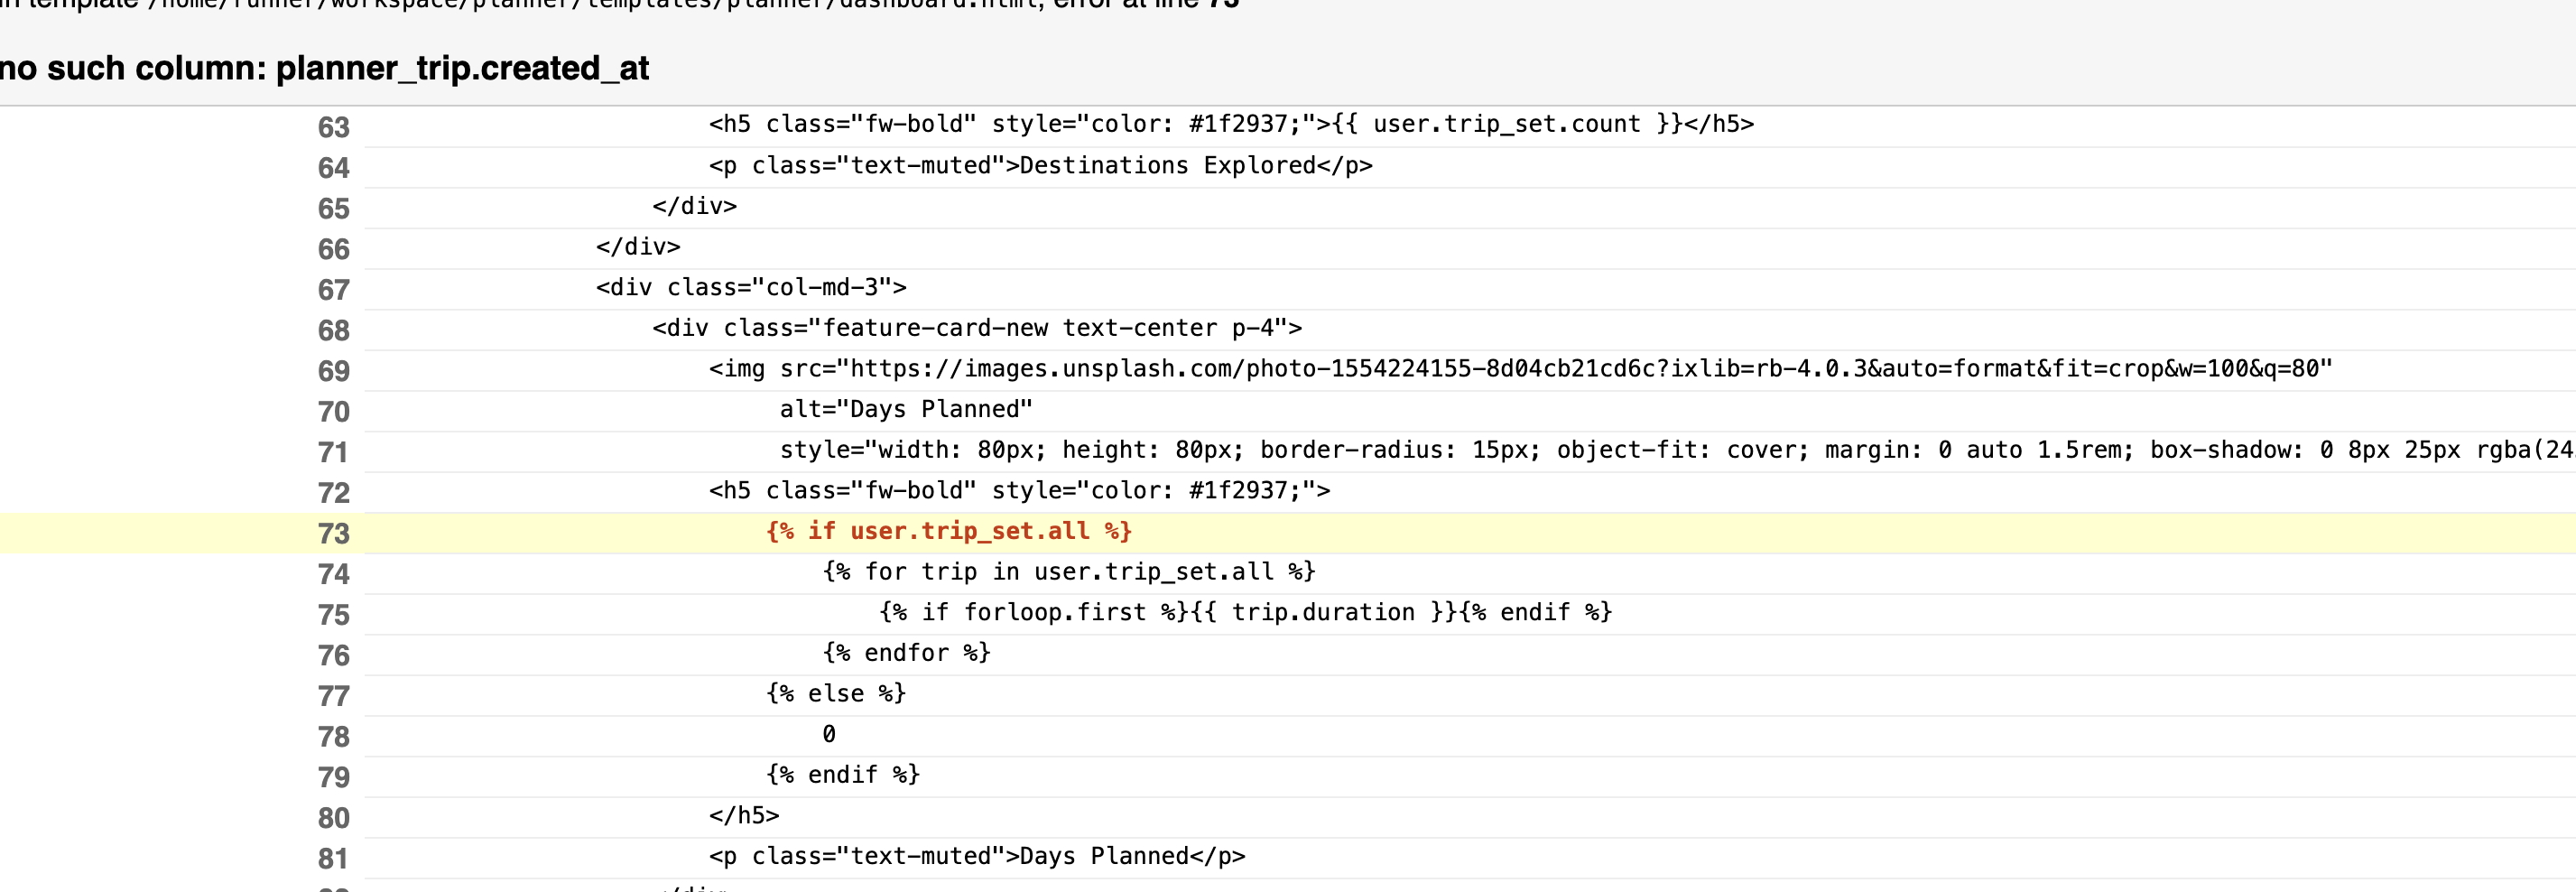 in template /home/runner/workspace/planner/templates/planner/dashboard.html, error at line 73
no such column: planner_trip.created_at
63 <h5 class="fw-bold" style="color: #1f2937;">{{ user.trip_set.count }}</h5>
64 <p class="text-muted">Destinations Explored</p>
65 </div>
66 </div>
67 <div class="col-md-3">
68 <div class="feature-card-new text-center p-4">
69 <img src="https://images.unsplash.com/photo-1554224155-8d04cb21cd6c?ixlib=rb-4.0.3&auto=format&fit=crop&w=100&q=80"
70 alt="Days Planned"
71 style="width: 80px; height: 80px; border-radius: 15px; object-fit: cover; margin: 0 auto 1.5rem; box-shadow: 0 8px 25px rgba(24
72 <h5 class="fw-bold" style="color: #1f2937;">
73 {% if user.trip_set.all %}
74 {% for trip in user.trip_set.all %}
75 {% if forloop.first %}{{ trip.duration }}{% endif %}
76 {% endfor %}
77 {% else %}
78 0
79 {% endif %}
80 </h5>
81 <p class="text-muted">Days Planned</p>